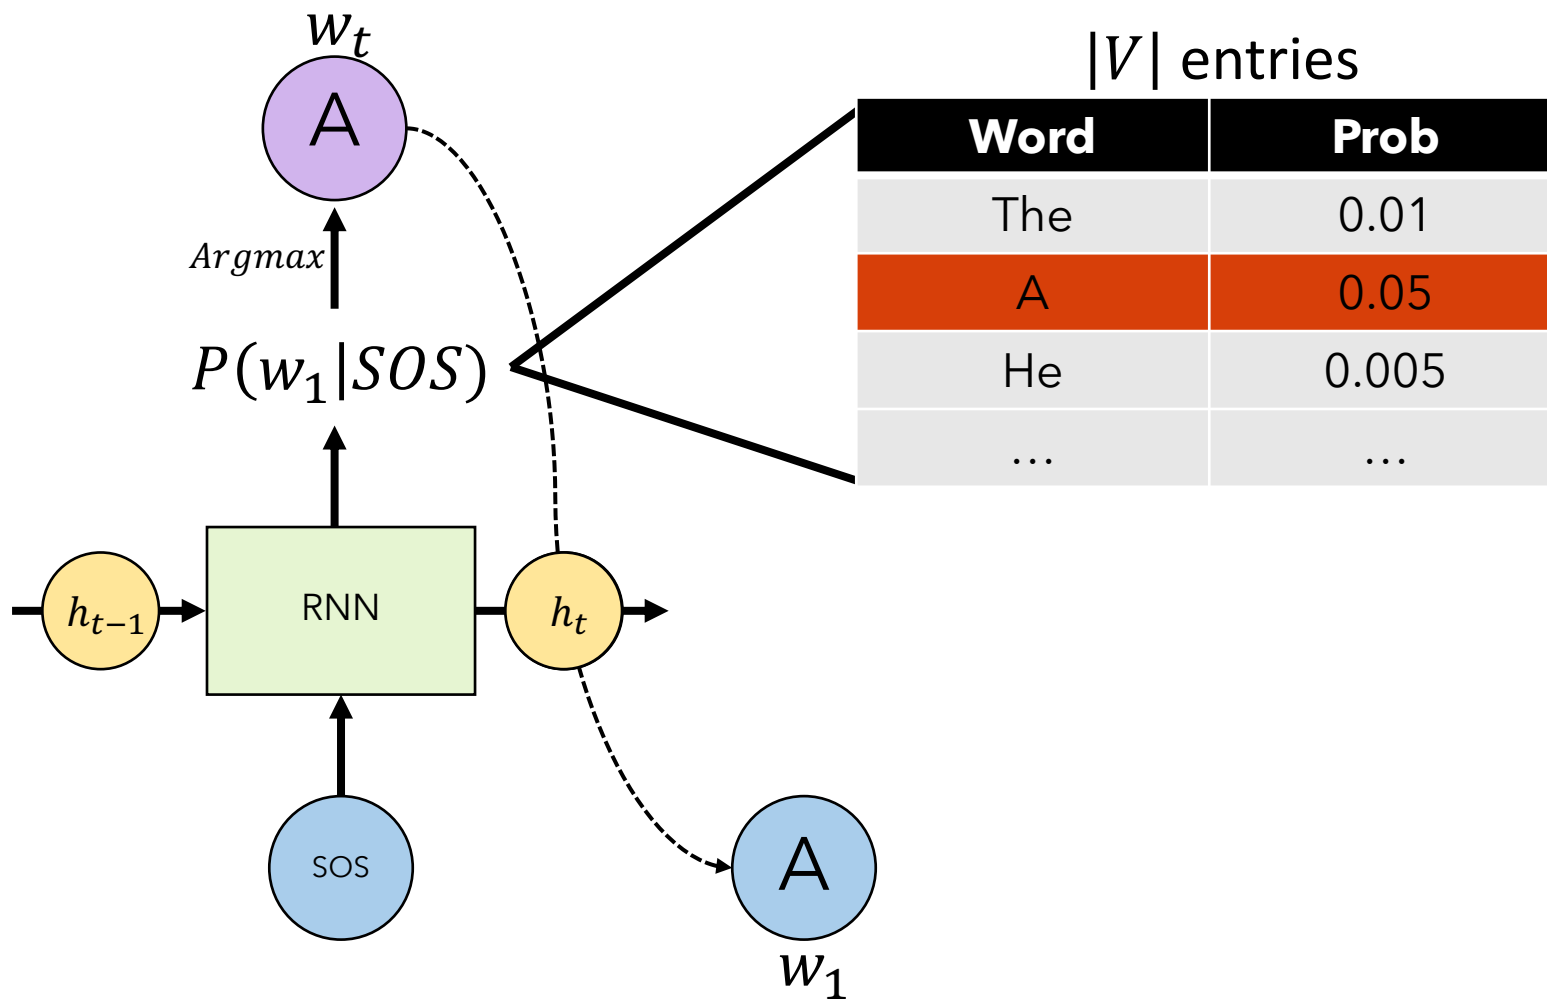 w_t
A
Argmax
P(w_1|SOS)
RNN
h_{t-1}
h_t
SOS
A
w_1
|V| entries
Word Prob
The 0.01
A 0.05
He 0.005
... ...